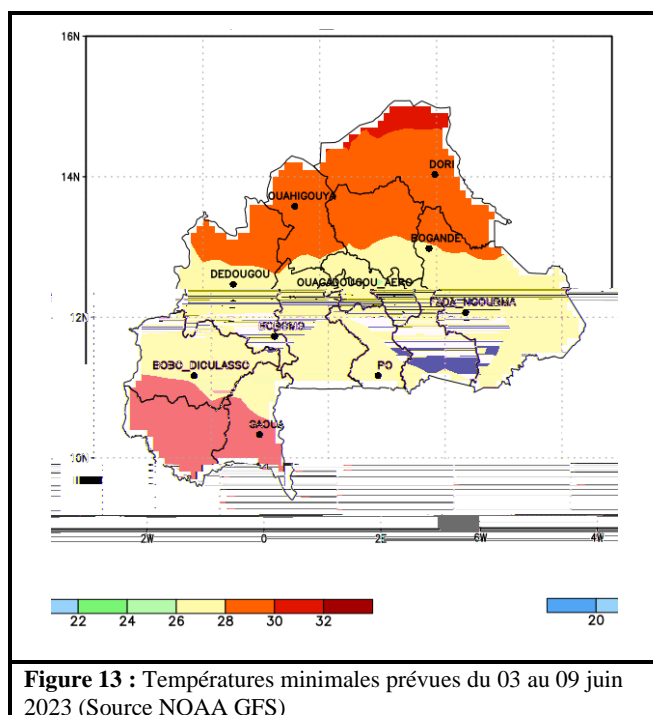 16N
14N
DORI
OUAHIGOUYA
BOGANDE
DEDOUGOU
OUAGADOUGOU_AERO
FADA_NGOURMA
12N
BOROMO
BOBO_DIOULASSO
PO
GAOUA
10N
2W 0 2E 6W 4W
22 24 26 28 30 32 20
Figure 13 : Températures minimales prévues du 03 au 09 juin
2023 (Source NOAA GFS)